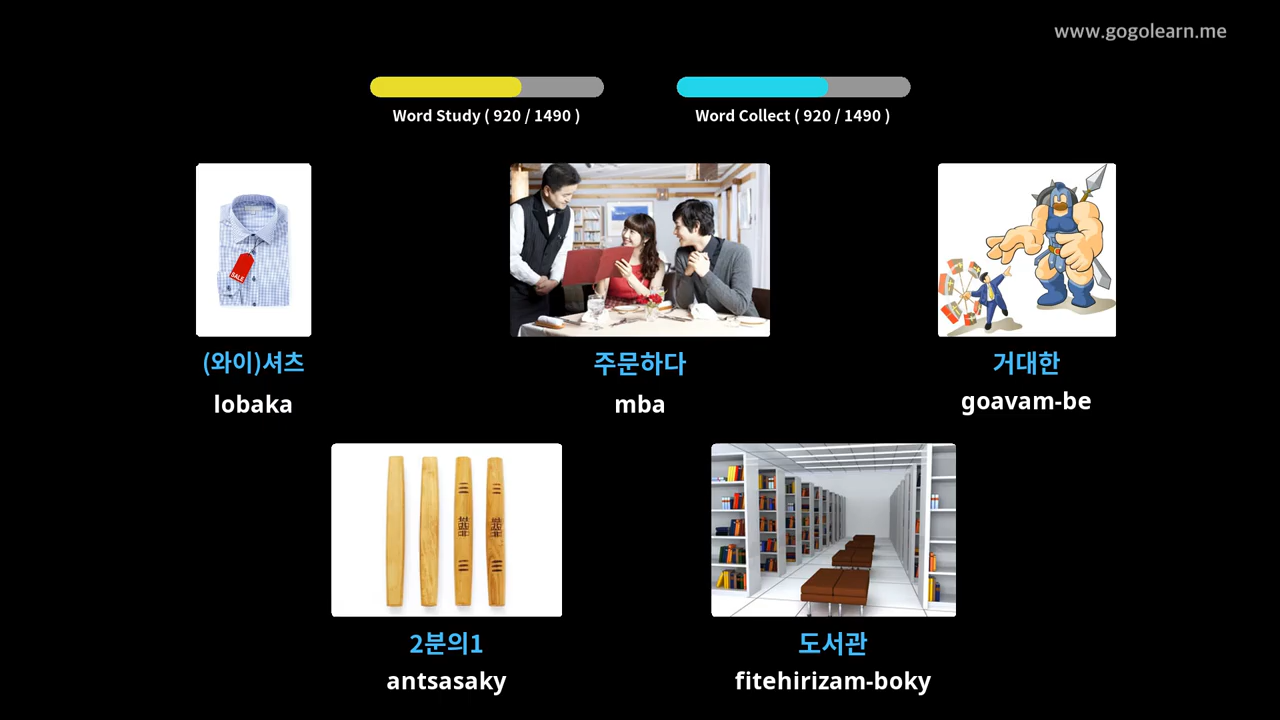 www.gogolearn.me
Word Study ( 920 / 1490 )
Word Collect ( 920 / 1490 )
SALE
(와이)셔츠
lobaka
주문하다
mba
거대한
goavam-be
2분의1
antsasaky
도서관
fitehirizam-boky